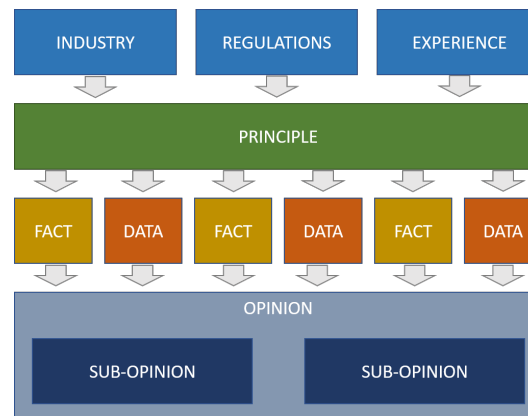 INDUSTRY
REGULATIONS
EXPERIENCE
PRINCIPLE
FACT
DATA
FACT
DATA
FACT
DATA
OPINION
SUB-OPINION
SUB-OPINION